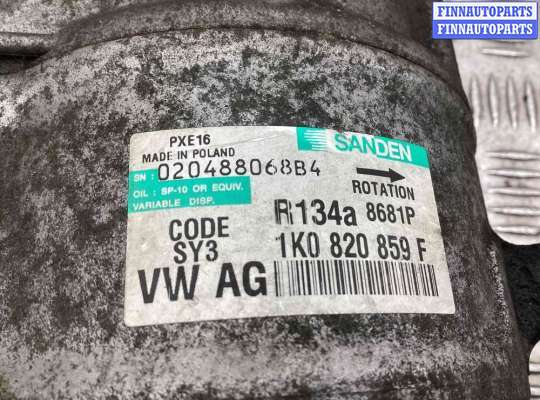 FINNAUTOPARTS
FINNAUTOPARTS
PXE16
MADE IN POLAND
SANDEN
SN : 020488068B4
OIL : SP-10 OR EQUIV.
VARIABLE DISP.
ROTATION
R134a 8681P
CODE
SY3
1K0 820 859 F
VW AG